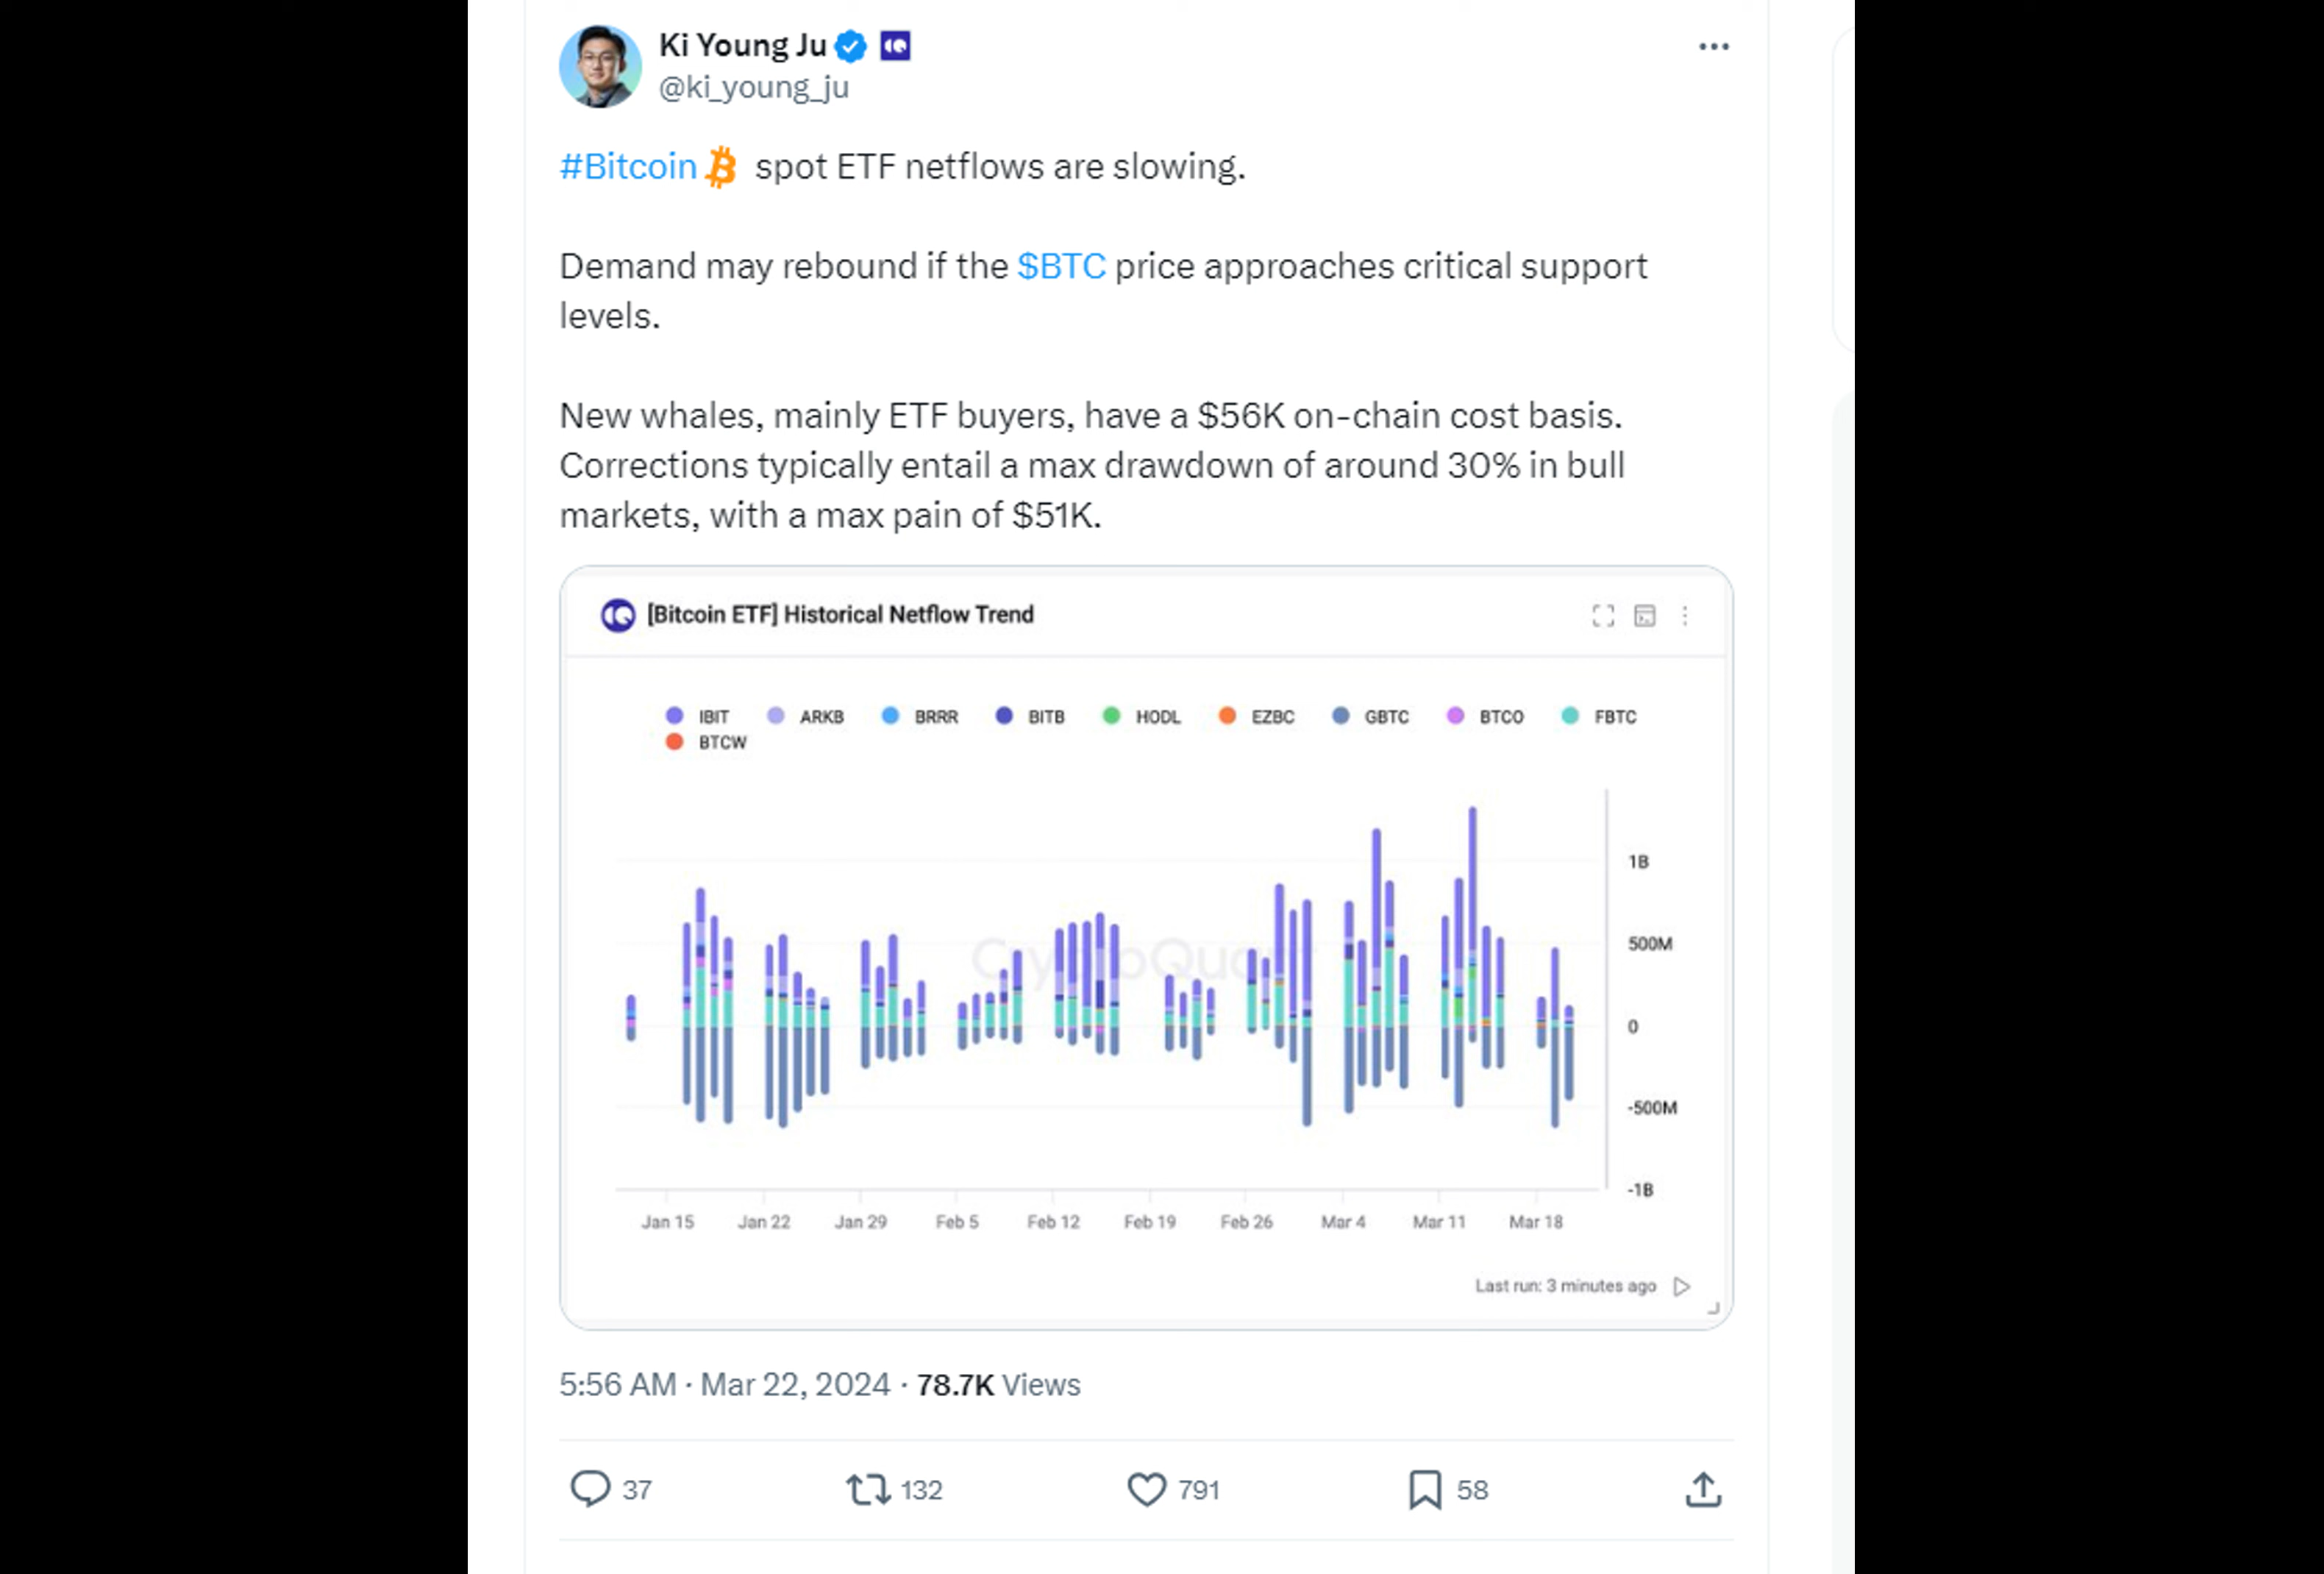 Ki Young Ju
@ki_young_ju
#Bitcoin spot ETF netflows are slowing.
Demand may rebound if the $BTC price approaches critical support
levels.
New whales, mainly ETF buyers, have a $56K on-chain cost basis.
Corrections typically entail a max drawdown of around 30% in bull
markets, with a max pain of $51K.
[Bitcoin ETF] Historical Netflow Trend
IBIT ARKB BRRR BITB HODL EZBC GBTC BTCO FBTC
BTCW
1B
500M
CryptoQuant
0
-500M
-1B
Jan 15 Jan 22 Jan 29 Feb 5 Feb 12 Feb 19 Feb 26 Mar 4 Mar 11 Mar 18
Last run: 3 minutes ago
5:56 AM · Mar 22, 2024 · 78.7K Views
37 132 791 58